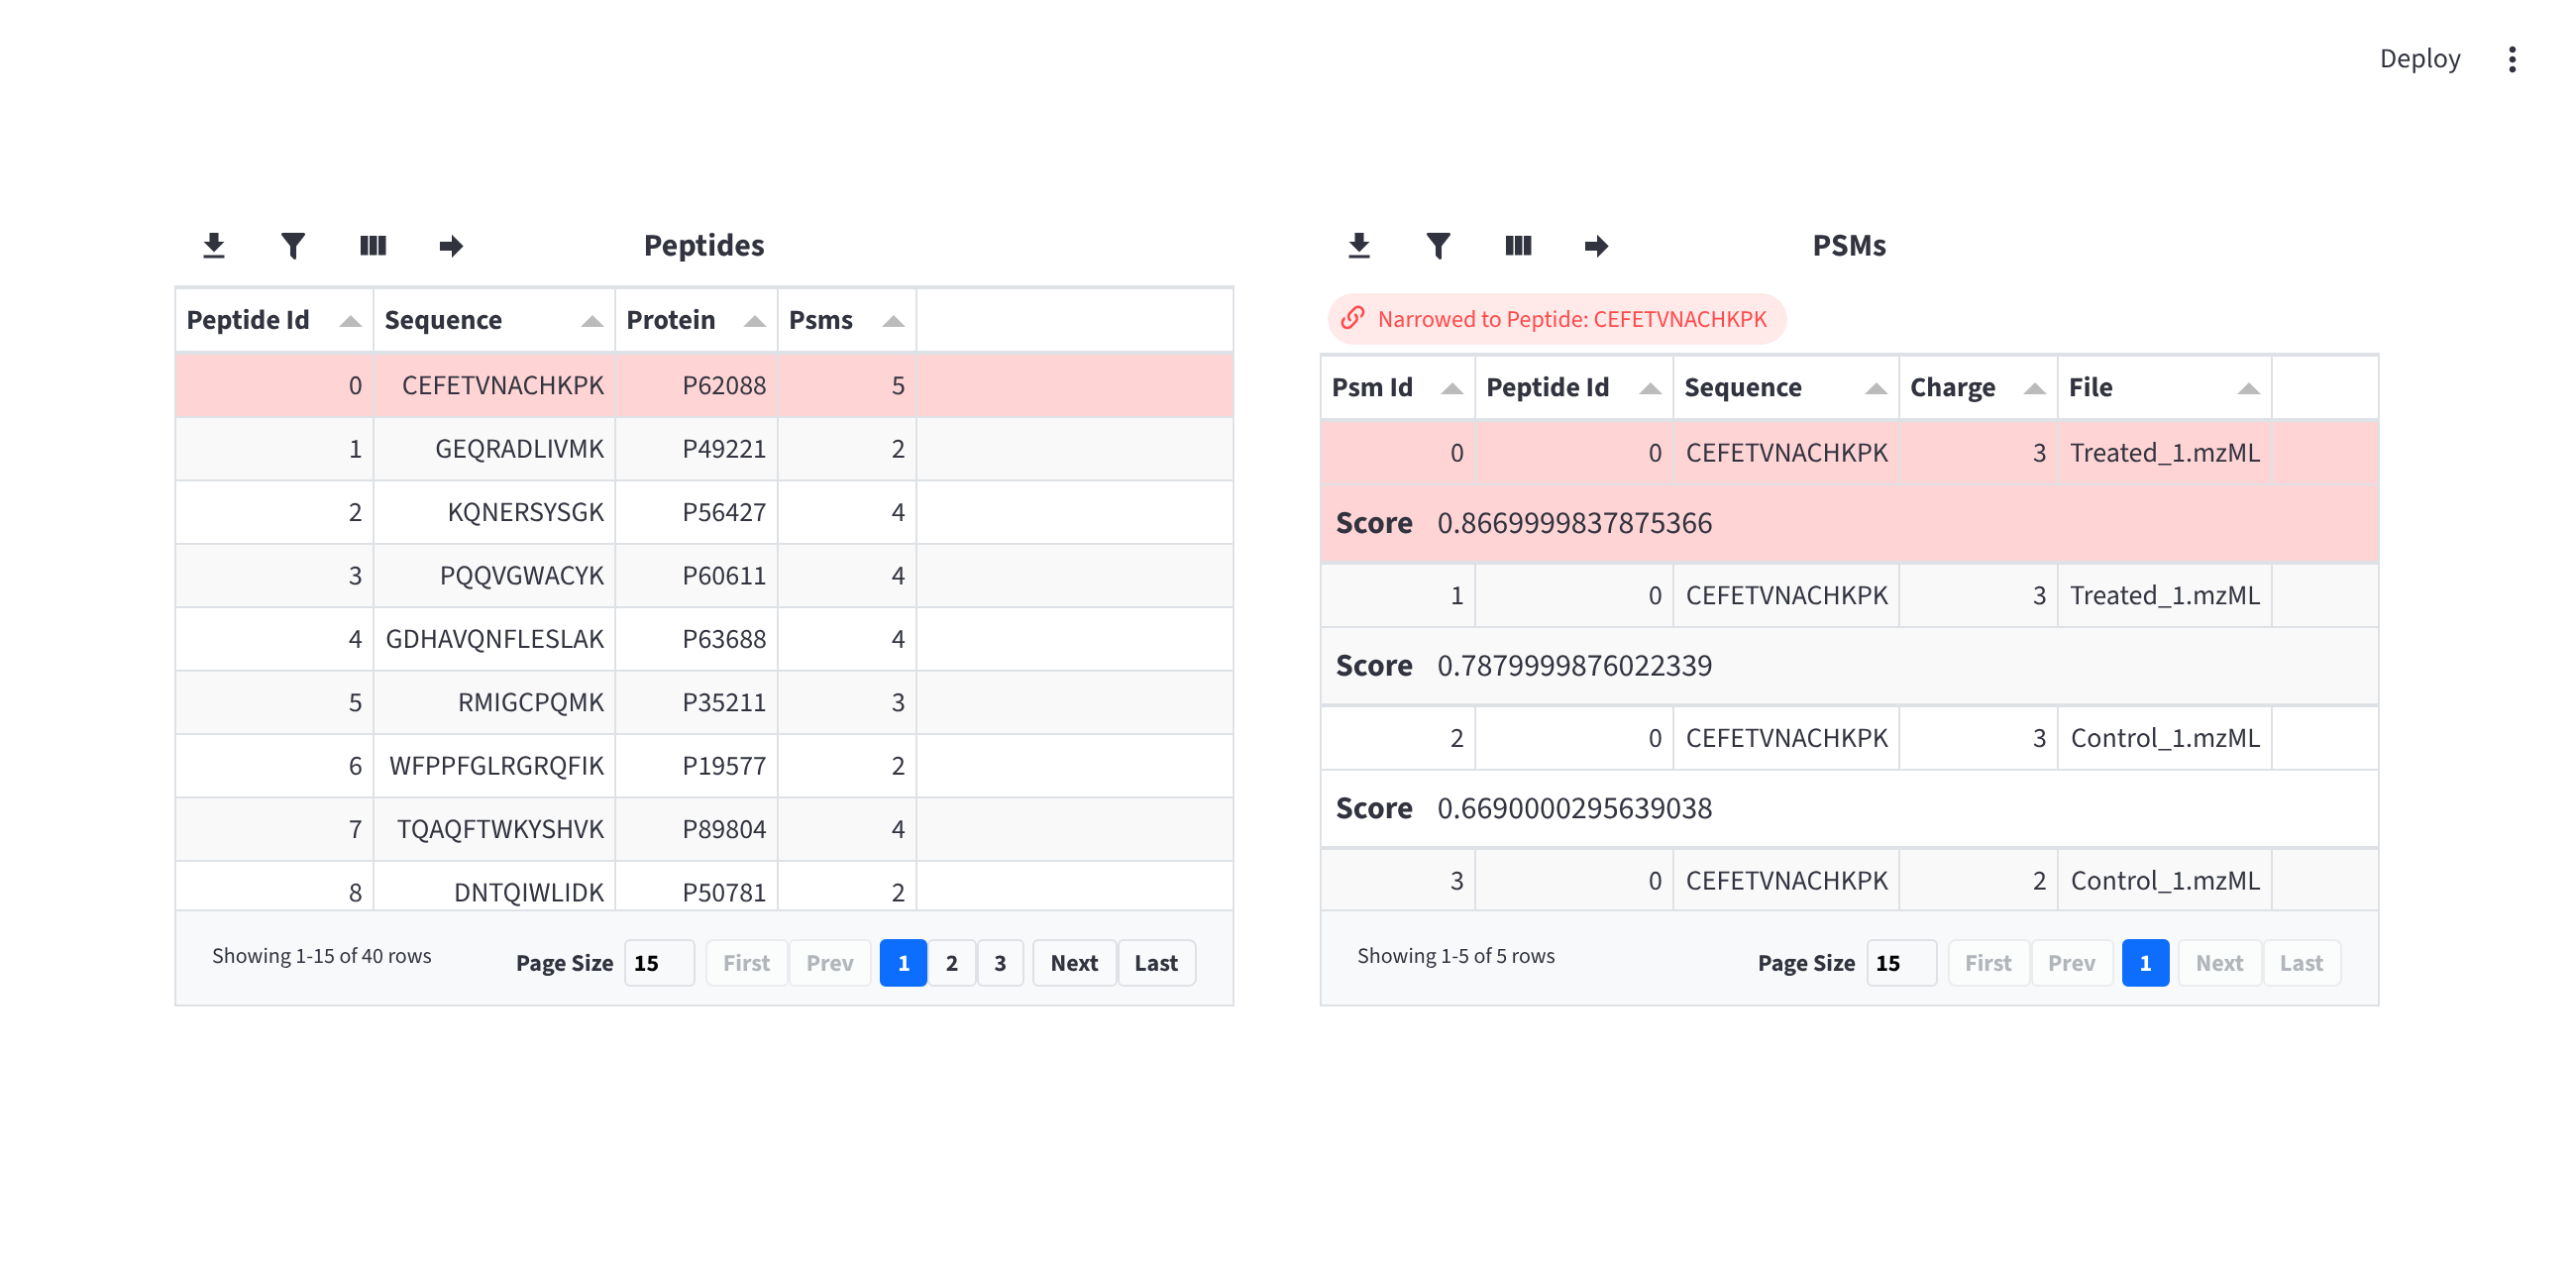 Deploy
Peptides
Peptide Id Sequence Protein Psms
0 CEFETVNACHKPK P62088 5
1 GEQRADLIVMK P49221 2
2 KQNERSYSGK P56427 4
3 PQQVGWACYK P60611 4
4 GDHAVQNFLESLAK P63688 4
5 RMIGCPQMK P35211 3
6 WFPPFGLRGRQFIK P19577 2
7 TQAQFTWKYSHVK P89804 4
8 DNTQIWLIDK P50781 2
Showing 1-15 of 40 rows Page Size 15 First Prev 1 2 3 Next Last
PSMs
Narrowed to Peptide: CEFETVNACHKPK
Psm Id Peptide Id Sequence Charge File
0 0 CEFETVNACHKPK 3 Treated_1.mzML
Score 0.8669999837875366
1 0 CEFETVNACHKPK 3 Treated_1.mzML
Score 0.7879999876022339
2 0 CEFETVNACHKPK 3 Control_1.mzML
Score 0.6690000295639038
3 0 CEFETVNACHKPK 2 Control_1.mzML
Showing 1-5 of 5 rows Page Size 15 First Prev 1 Next Last